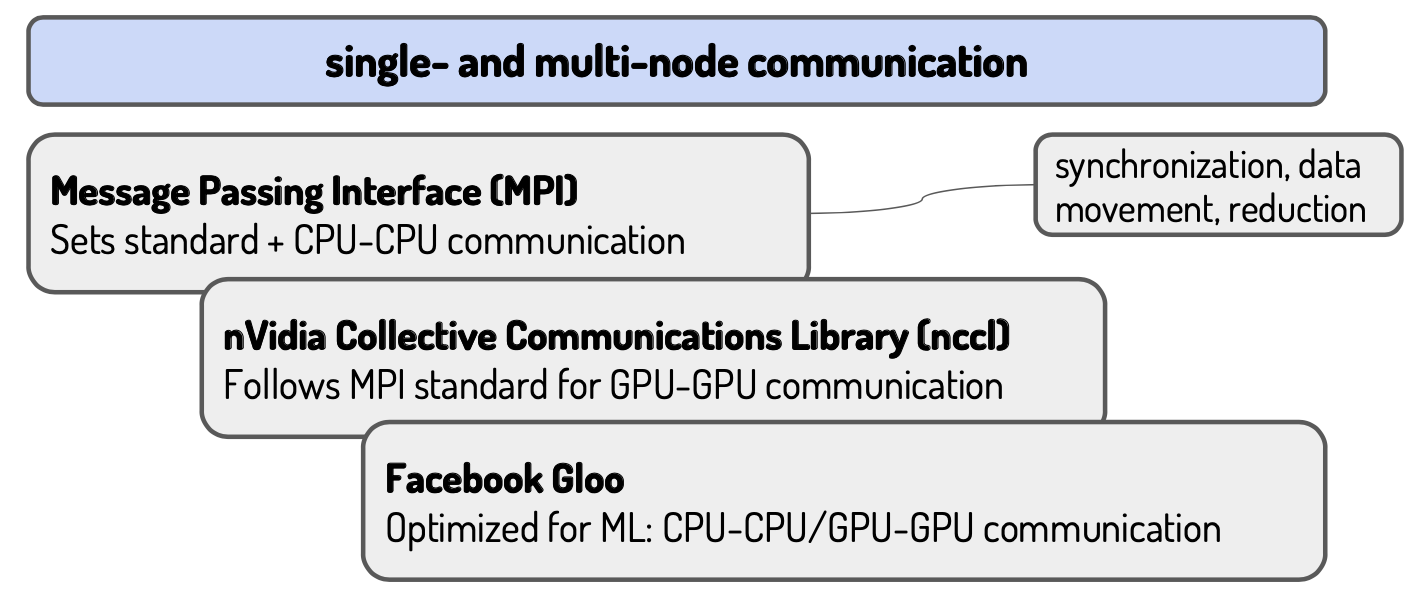 single- and multi-node communication
Message Passing Interface (MPI)
Sets standard + CPU-CPU communication
synchronization, data
movement, reduction
nVidia Collective Communications Library (nccl)
Follows MPI standard for GPU-GPU communication
Facebook Gloo
Optimized for ML: CPU-CPU/GPU-GPU communication